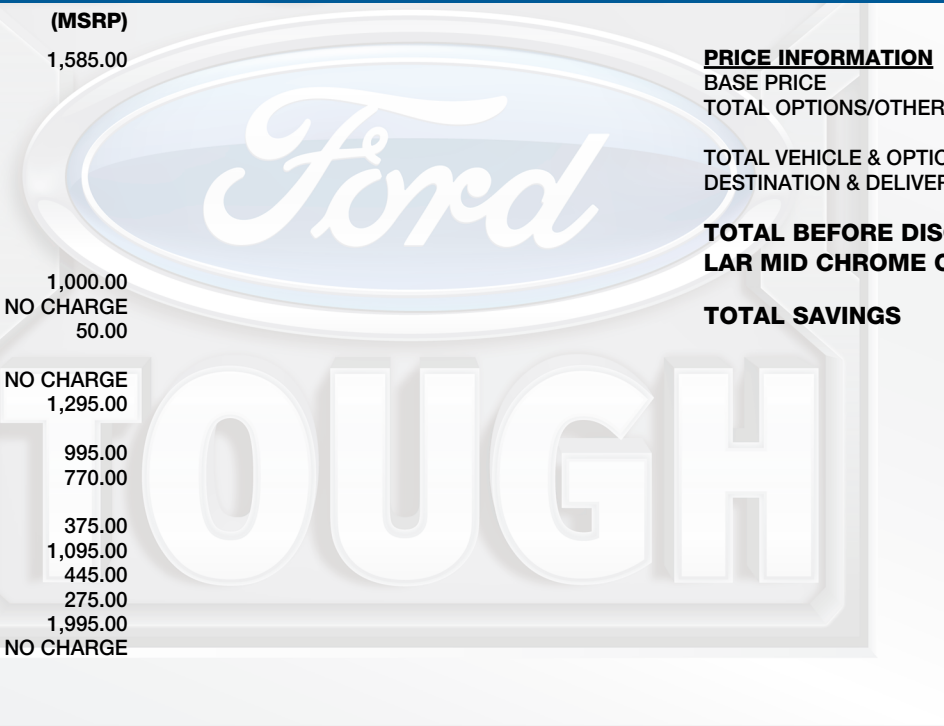 (MSRP)
1,585.00
1,000.00
NO CHARGE
50.00
NO CHARGE
1,295.00
995.00
770.00
375.00
1,095.00
445.00
275.00
1,995.00
NO CHARGE
PRICE INFORMATION
BASE PRICE
TOTAL OPTIONS/OTHER
TOTAL VEHICLE & OPTIO
DESTINATION & DELIVER
TOTAL BEFORE DIS
LAR MID CHROME
TOTAL SAVINGS
Ford
TOUGH